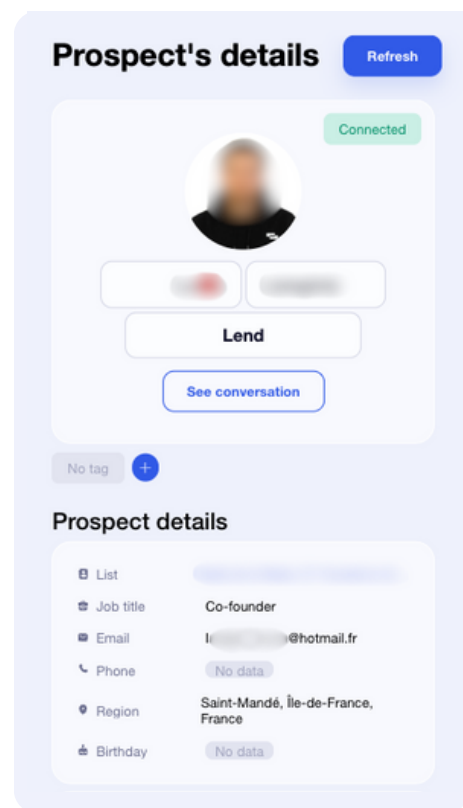 Prospect's details
Refresh
Connected
Lend
See conversation
No tag
Prospect details
List
Job title Co-founder
Email @hotmail.fr
Phone No data
Region Saint-Mandé, Île-de-France,
France
Birthday No data